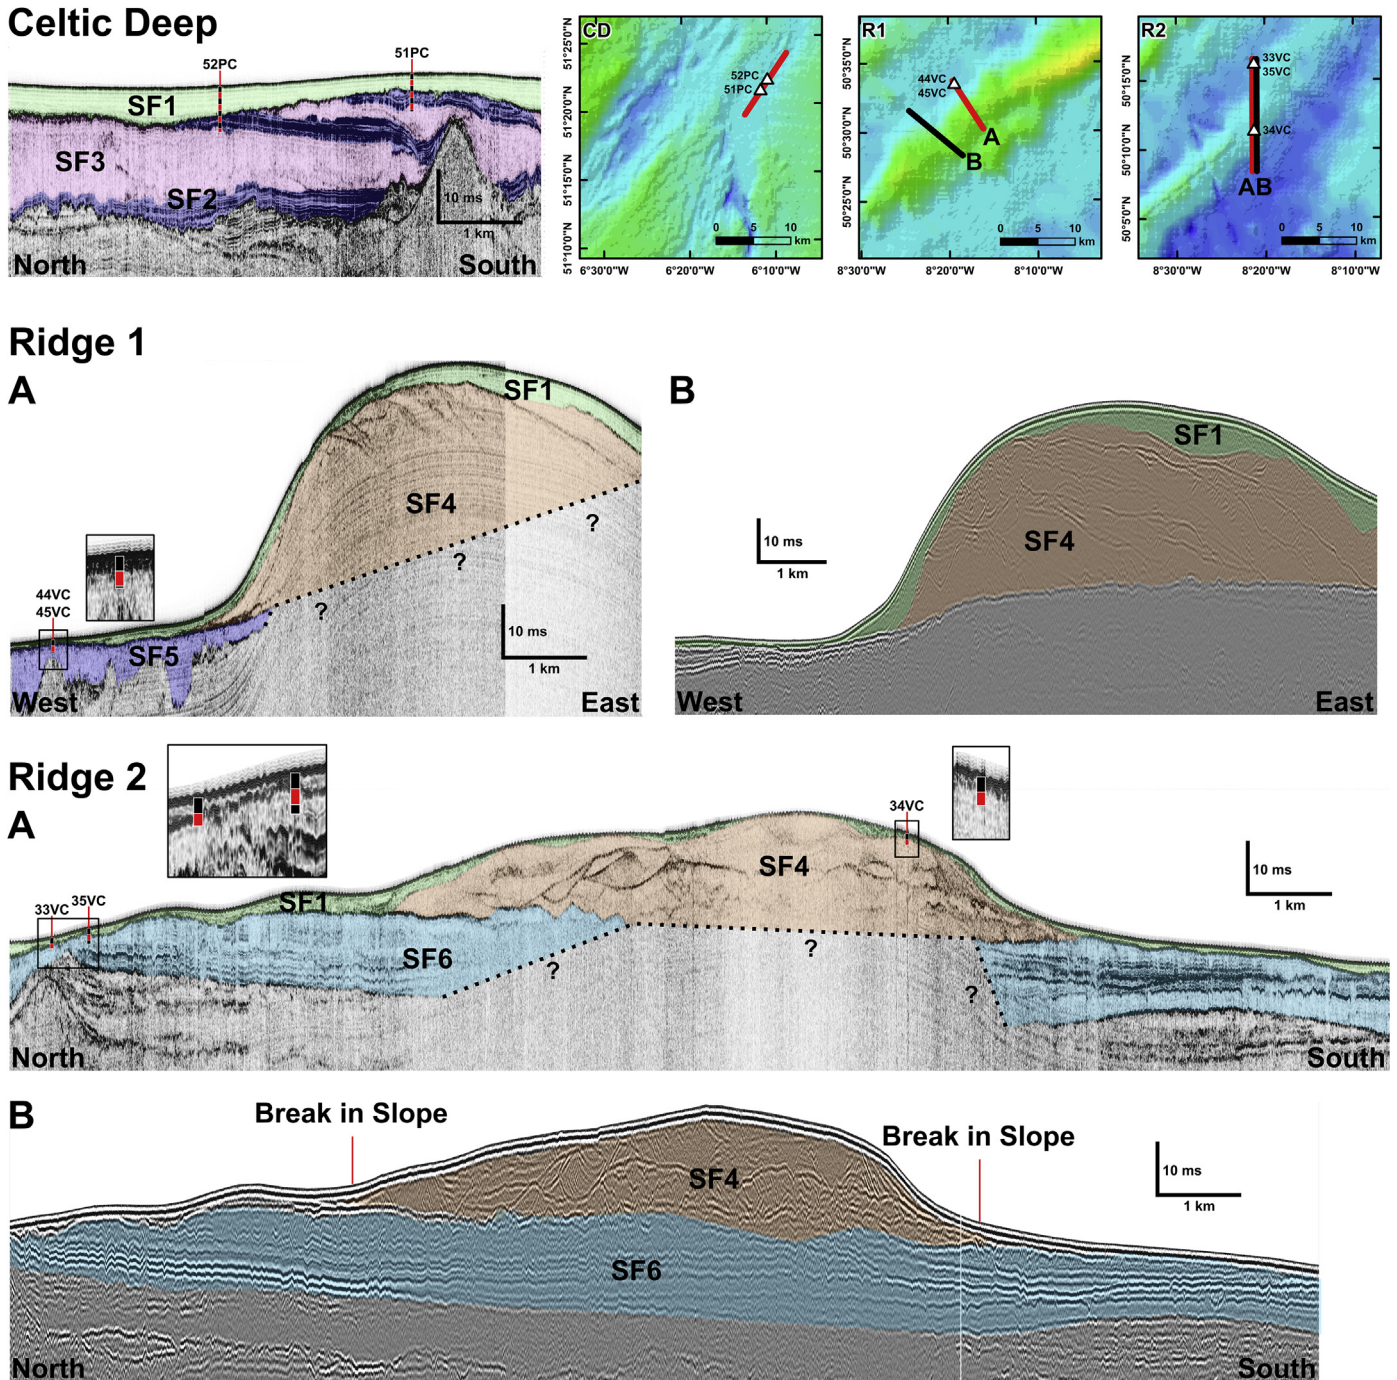 Celtic Deep
52PC
51PC
SF1
SF3
SF2
10 ms
1 km
North
South
CD
52PC
51PC
51°25'0"N
51°20'0"N
51°15'0"N
51°10'0"N
0 5 10
km
6°30'0"W 6°20'0"W 6°10'0"W
R1
44VC
45VC
A
B
50°35'0"N
50°30'0"N
50°25'0"N
0 5 10
km
8°30'0"W 8°20'0"W 8°10'0"W
R2
33VC
35VC
34VC
AB
50°15'0"N
50°10'0"N
50°5'0"N
0 5 10
km
8°30'0"W 8°20'0"W 8°10'0"W
Ridge 1
A
SF1
SF4
?
?
?
44VC
45VC
SF5
10 ms
1 km
West
East
B
SF1
SF4
10 ms
1 km
West
East
Ridge 2
A
34VC
SF4
10 ms
1 km
33VC
35VC
SF1
SF6
?
?
?
North
South
B
Break in Slope
Break in Slope
SF4
10 ms
1 km
SF6
North
South